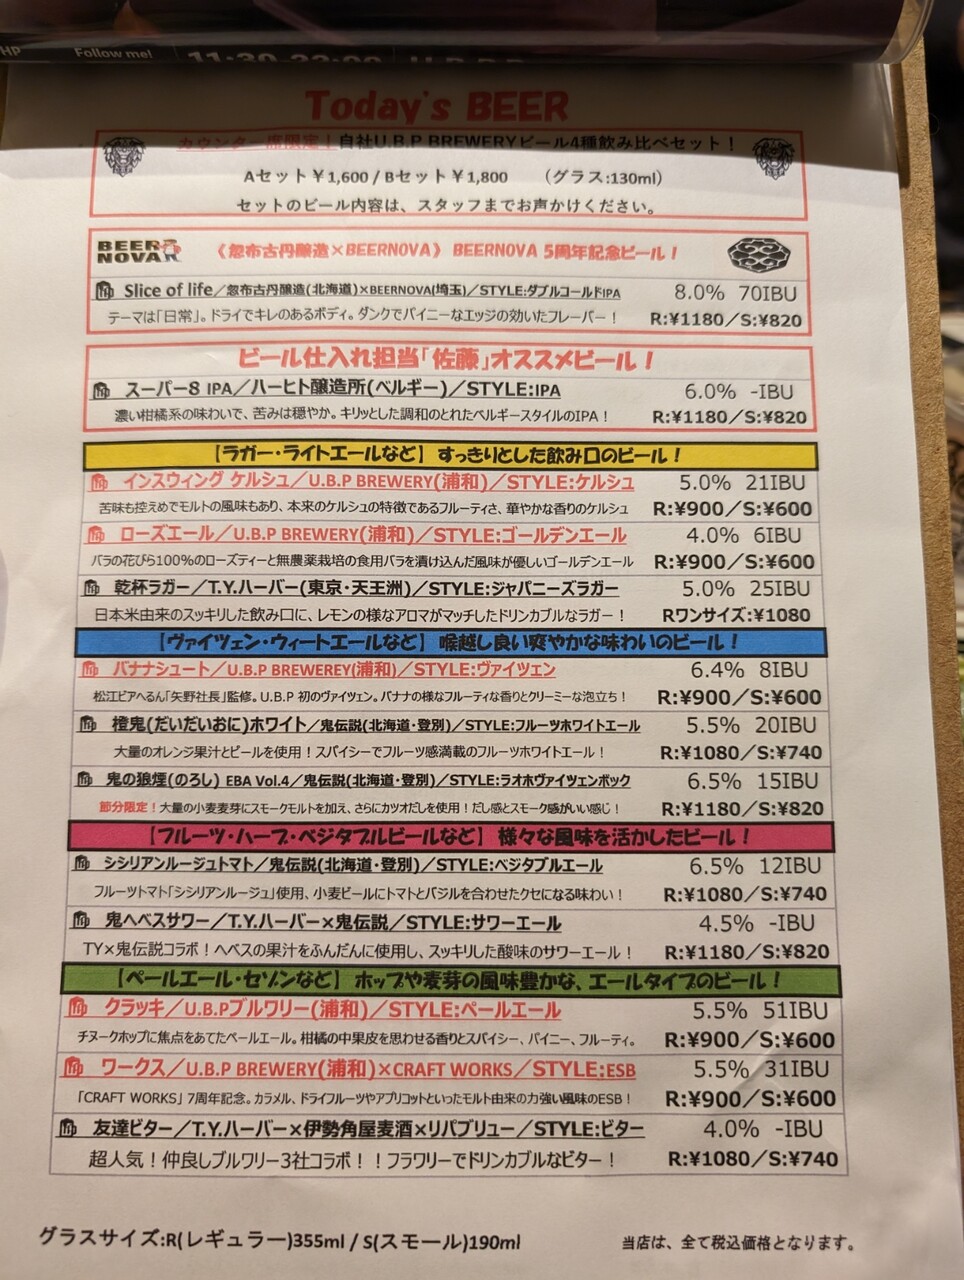 HP
Follow me!
Today's BEER
カウンター席限定！自社U.B.P BREWERYビール4種飲み比べセット！
Aセット￥1,600 / Bセット￥1,800 （グラス:130ml）
セットのビール内容は、スタッフまでお声かけください。
BEER NOVA
《忽布古丹醸造×BEERNOVA》 BEERNOVA 5周年記念ビール！
Slice of life／忽布古丹醸造(北海道)×BEERNOVA(埼玉)／STYLE:ダブルコールドIPA 8.0% 70IBU
テーマは「日常」。ドライでキレのあるボディ。ダンクでパイニーなエッジの効いたフレーバー！ R:¥1180／S:¥820
ビール仕入れ担当「佐藤」オススメビール！
スーパー8 IPA／ハーヒト醸造所(ベルギー)／STYLE:IPA 6.0% -IBU
濃い柑橘系の味わいで、苦みは穏やか。キリッとした調和のとれたベルギースタイルのIPA！ R:¥1180／S:¥820
【ラガー・ライトエールなど】 すっきりとした飲み口のビール！
インスウィング ケルシュ／U.B.P BREWERY(浦和)／STYLE:ケルシュ 5.0% 21IBU
苦味も控えめでモルトの風味もあり、本来のケルシュの特徴であるフルーティさ、華やかな香りのケルシュ R:¥900／S:¥600
ローズエール／U.B.P BREWERY(浦和)／STYLE:ゴールデンエール 4.0% 6IBU
バラの花びら100%のローズティーと無農薬栽培の食用バラを漬け込んだ風味が優しいゴールデンエール R:¥900／S:¥600
乾杯ラガー／T.Y.ハーバー(東京・天王洲)／STYLE:ジャパニーズラガー 5.0% 25IBU
日本米由来のスッキリした飲み口に、レモンの様なアロマがマッチしたドリンカブルなラガー！ Rワンサイズ:¥1080
【ヴァイツェン・ウィートエールなど】 喉越し良い爽やかな味わいのビール！
バナナシュート／U.B.P BREWEREY(浦和)／STYLE:ヴァイツェン 6.4% 8IBU
松江ビアへるん「矢野社長」監修。U.B.P 初のヴァイツェン。バナナの様なフルーティな香りとクリーミーな泡立ち！ R:¥900／S:¥600
橙鬼(だいだいおに)ホワイト／鬼伝説(北海道・登別)／STYLE:フルーツホワイトエール 5.5% 20IBU
大量のオレンジ果汁とピールを使用！スパイシーでフルーツ感満載のフルーツホワイトエール！ R:¥1080／S:¥740
鬼の狼煙(のろし) EBA Vol.4／鬼伝説(北海道・登別)／STYLE:ラオホヴァイツェンボック 6.5% 15IBU
節分限定！大量の小麦麦芽にスモークモルトを加え、さらにカツオだしを使用！だし感とスモーク感がいい感じ！ R:¥1180／S:¥820
【フルーツ・ハーブ・ベジタブルビールなど】 様々な風味を活かしたビール！
シシリアンルージュトマト／鬼伝説(北海道・登別)／STYLE:ベジタブルエール 6.5% 12IBU
フルーツトマト「シシリアンルージュ」使用、小麦ビールにトマトとバジルを合わせたクセになる味わい！ R:¥1080／S:¥740
鬼ヘベスサワー／T.Y.ハーバー×鬼伝説／STYLE:サワーエール 4.5% -IBU
TY×鬼伝説コラボ！ヘベスの果汁をふんだんに使用し、スッキリした酸味のサワーエール！ R:¥1180／S:¥820
【ペールエール・セゾンなど】 ホップや麦芽の風味豊かな、エールタイプのビール！
クラッキ／U.B.Pブルワリー(浦和)／STYLE:ペールエール 5.5% 51IBU
チヌークホップに焦点をあてたペールエール。柑橘の中果皮を思わせる香りとスパイシー、パイニー、フルーティ。 R:¥900／S:¥600
ワークス／U.B.P BREWERY(浦和)×CRAFT WORKS／STYLE:ESB 5.5% 31IBU
「CRAFT WORKS」 7周年記念。カラメル、ドライフルーツやアプリコットといったモルト由来の力強い風味のESB！ R:¥900／S:¥600
友達ビター／T.Y.ハーバー×伊勢角屋麦酒×リパブリュー／STYLE:ビター 4.0% -IBU
超人気！仲良しブルワリー3社コラボ！！フラワリーでドリンカブルなビター！ R:¥1080／S:¥740
グラスサイズ:R(レギュラー)355ml / S(スモール)190ml 当店は、全て税込価格となります。